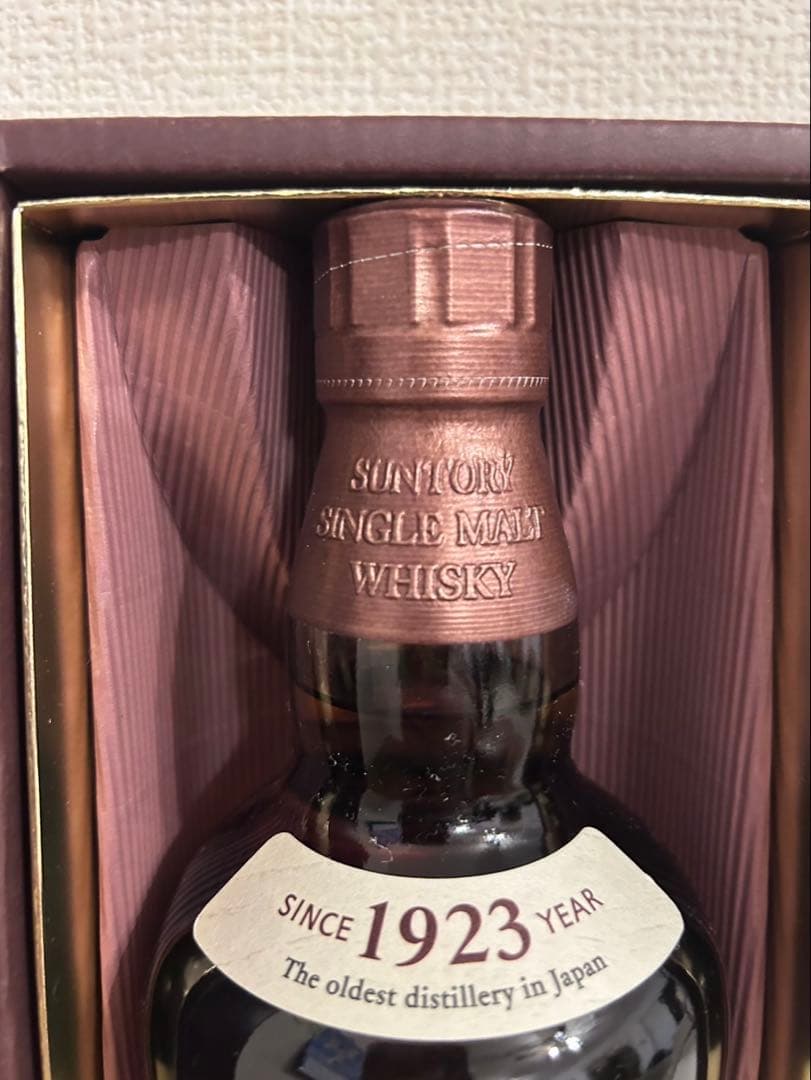 SUNTORY
SINGLE MALT
WHISKY
SINCE 1923 YEAR
The oldest distillery in Japan